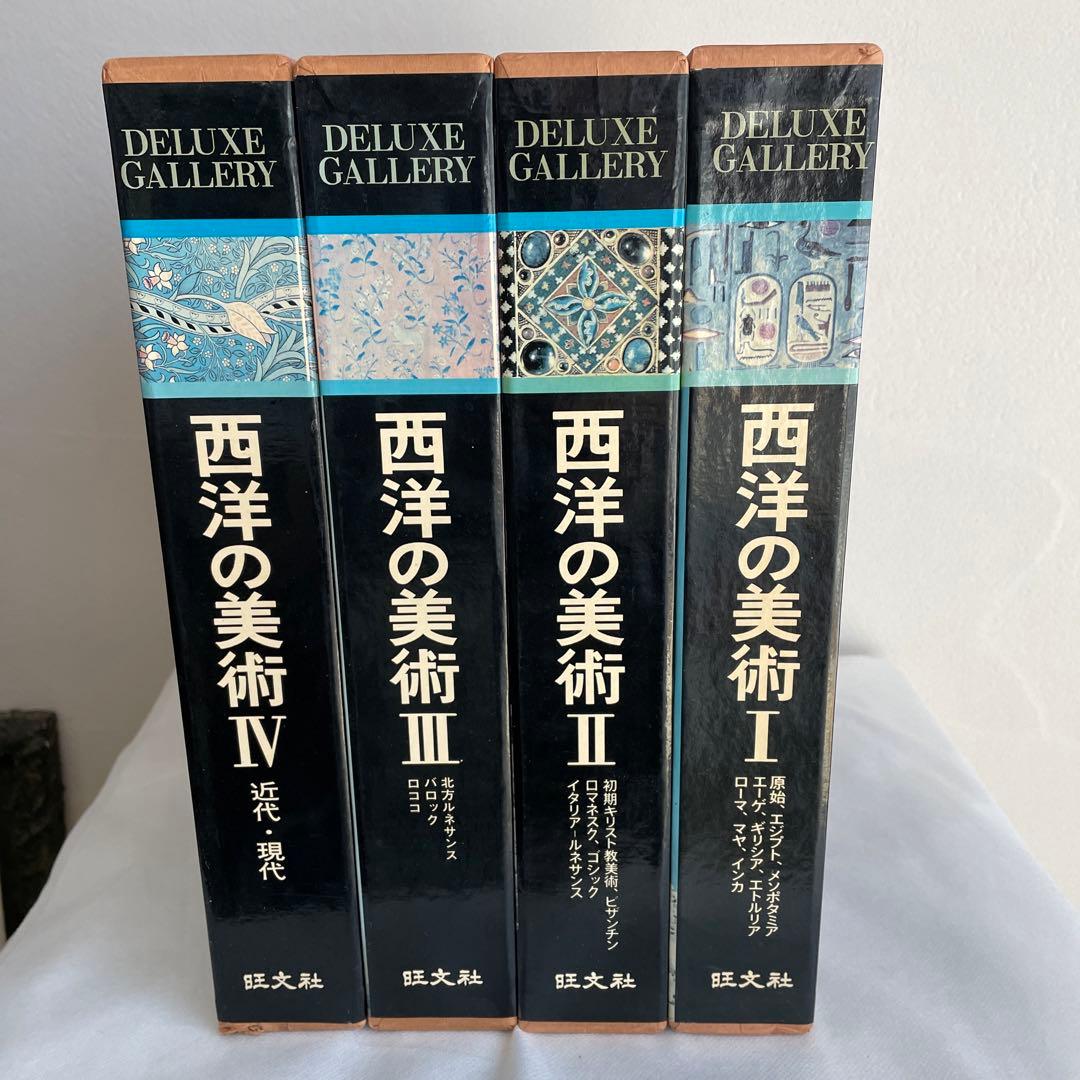 DELUXE
GALLERY
西洋の美術 IV
近代・現代
旺文社
DELUXE
GALLERY
西洋の美術 III
北方ルネサンス
バロック
ロココ
旺文社
DELUXE
GALLERY
西洋の美術 II
初期キリスト教美術、ビザンチン
ロマネスク、ゴシック
イタリア=ルネサンス
旺文社
DELUXE
GALLERY
西洋の美術 I
原始、エジプト、メソポタミア
エーゲ、ギリシア、エトルリア
ローマ、マヤ、インカ
旺文社